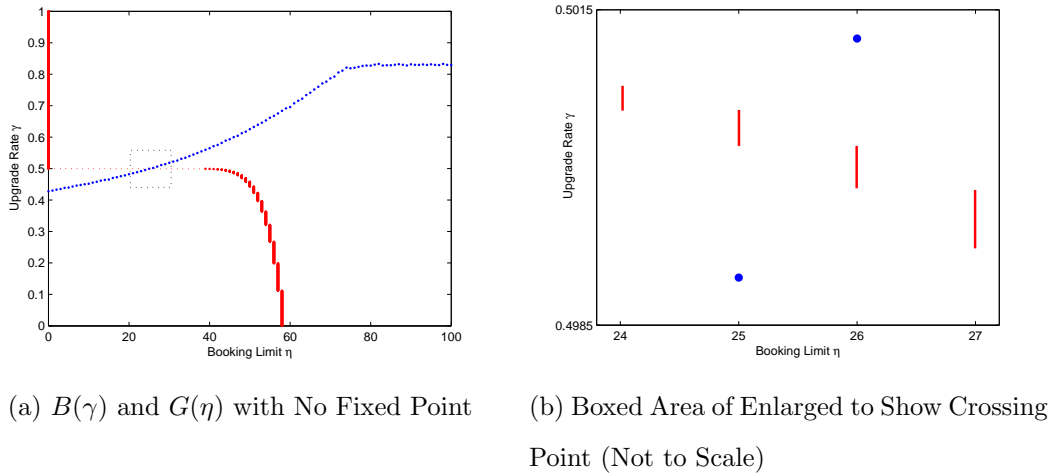 1
0.9
0.8
0.7
0.6
0.5
0.4
0.3
0.2
0.1
0
Upgrade Rate γ
0 20 40 60 80 100
Booking Limit η
0.5015
0.4985
Upgrade Rate γ
24 25 26 27
Booking Limit η
(a) B(γ) and G(η) with No Fixed Point
(b) Boxed Area of Enlarged to Show Crossing
Point (Not to Scale)